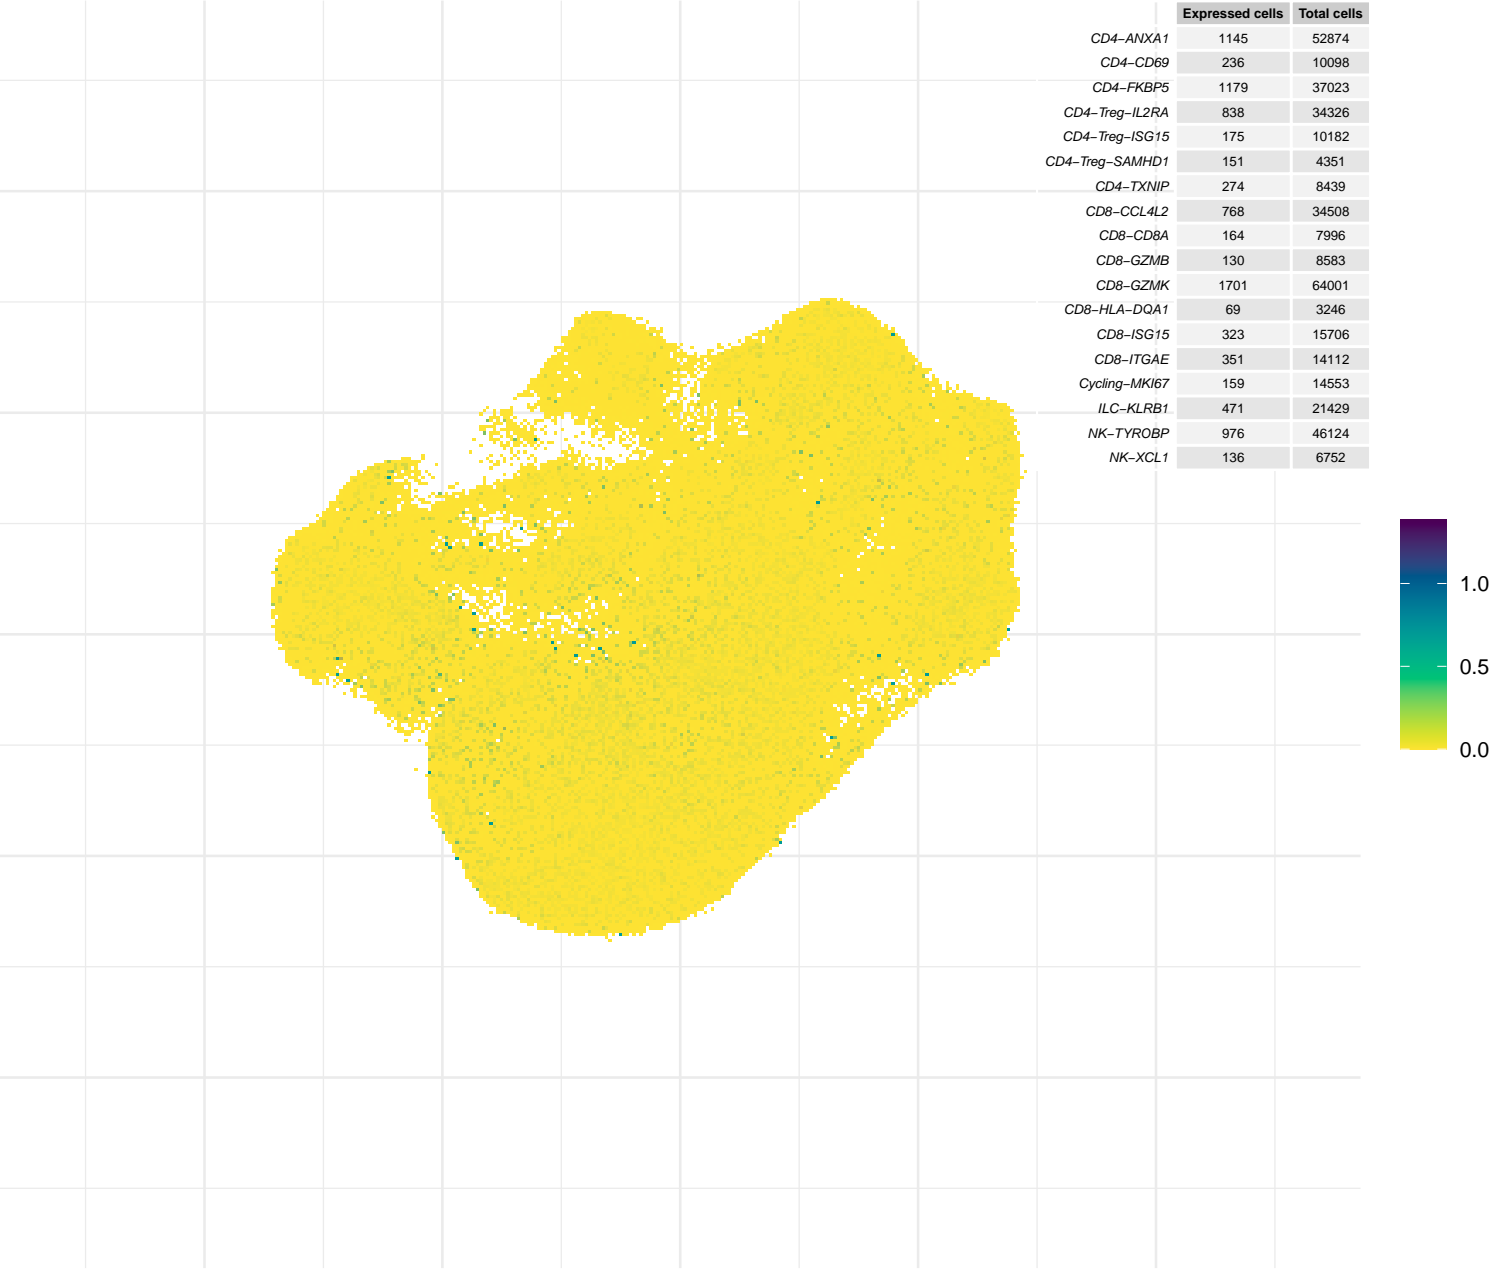 Expressed cells Total cells
CD4−ANXA1 1145 52874
CD4−CD69 236 10098
CD4−FKBP5 1179 37023
CD4−Treg−IL2RA 838 34326
CD4−Treg−ISG15 175 10182
CD4−Treg−SAMHD1 151 4351
CD4−TXNIP 274 8439
CD8−CCL4L2 768 34508
CD8−CD8A 164 7996
CD8−GZMB 130 8583
CD8−GZMK 1701 64001
CD8−HLA−DQA1 69 3246
CD8−ISG15 323 15706
CD8−ITGAE 351 14112
Cycling−MKI67 159 14553
ILC−KLRB1 471 21429
NK−TYROBP 976 46124
NK−XCL1 136 6752
1.0
0.5
0.0